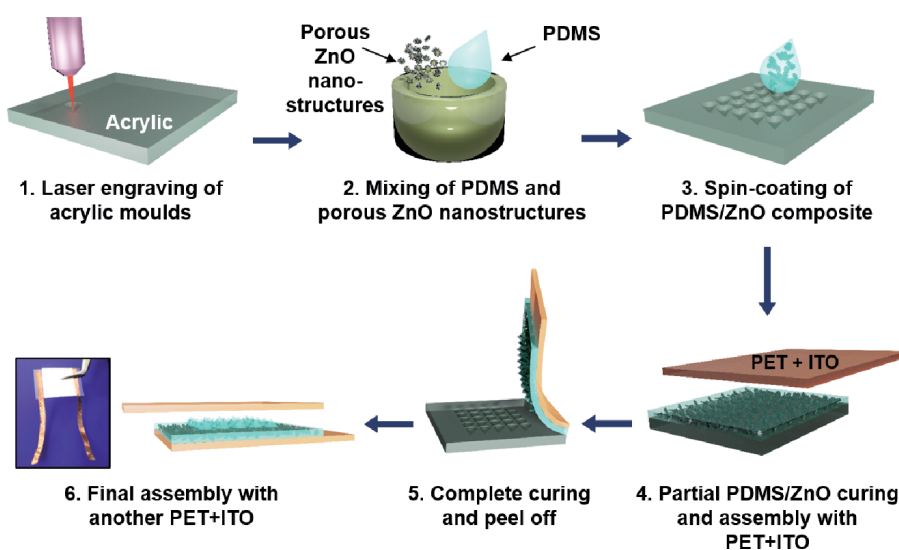 Porous
ZnO
nano-
structures
PDMS
Acrylic
1. Laser engraving of
acrylic moulds
2. Mixing of PDMS and
porous ZnO nanostructures
3. Spin-coating of
PDMS/ZnO composite
PET + ITO
6. Final assembly with
another PET+ITO
5. Complete curing
and peel off
4. Partial PDMS/ZnO curing
and assembly with
PET+ITO